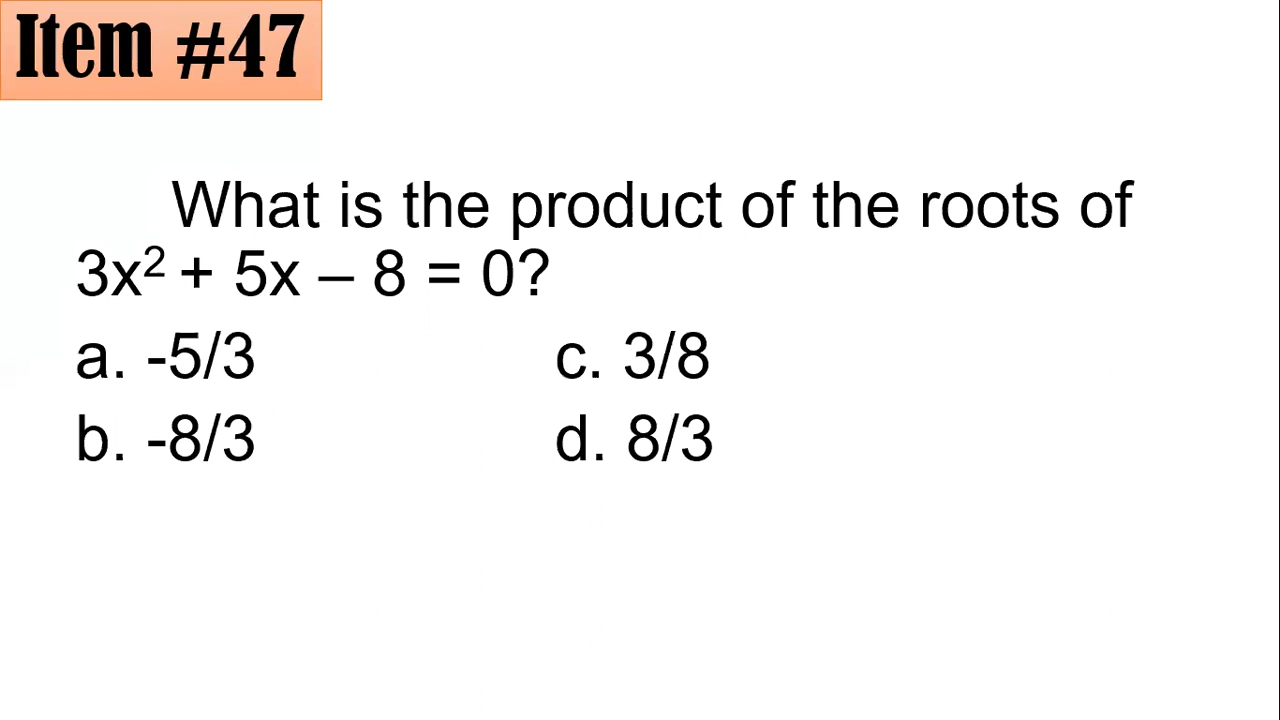 Item #47
What is the product of the roots of
3x² + 5x – 8 = 0?
a. -5/3 c. 3/8
b. -8/3 d. 8/3